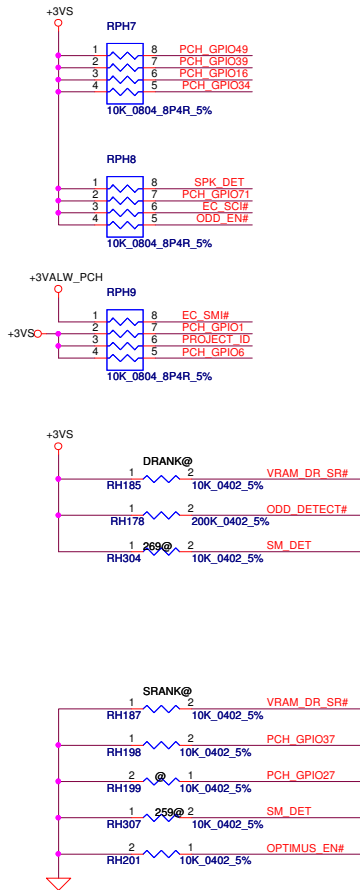 +3VS
RPH7
1 8 PCH_GPIO49
2 7 PCH_GPIO39
3 6 PCH_GPIO16
4 5 PCH_GPIO34
10K_0804_8P4R_5%
RPH8
1 8 SPK_DET
2 7 PCH_GPIO71
3 6 EC_SCI#
4 5 ODD_EN#
10K_0804_8P4R_5%
+3VALW_PCH
RPH9
1 8 EC_SMI#
+3VS 2 7 PCH_GPIO1
3 6 PROJECT_ID
4 5 PCH_GPIO6
10K_0804_8P4R_5%
+3VS
DRANK@
1 2 VRAM_DR_SR#
RH185 10K_0402_5%
1 2 ODD_DETECT#
RH178 200K_0402_5%
1 269@ 2 SM_DET
RH304 10K_0402_5%
SRANK@
1 2 VRAM_DR_SR#
RH187 10K_0402_5%
1 2 PCH_GPIO37
RH198 10K_0402_5%
2 @ 1 PCH_GPIO27
RH199 10K_0402_5%
1 259@ 2 SM_DET
RH307 10K_0402_5%
2 1 OPTIMUS_EN#
RH201 10K_0402_5%